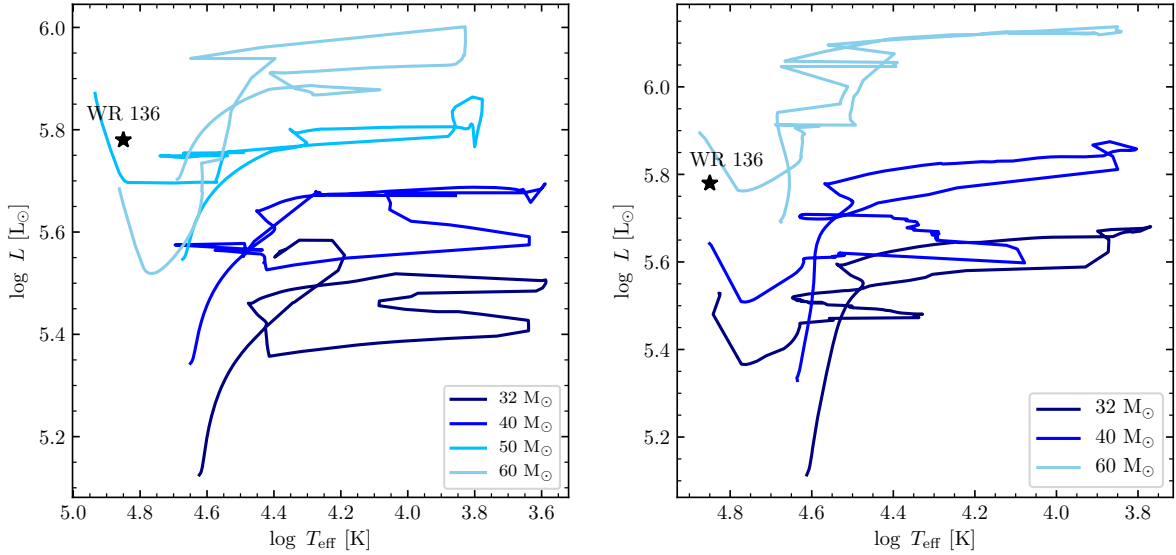 6.0
5.8
5.6
5.4
5.2
log L [L⊙]
5.0 4.8 4.6 4.4 4.2 4.0 3.8 3.6
log Teff [K]
WR 136
32 M⊙
40 M⊙
50 M⊙
60 M⊙
6.0
5.8
5.6
5.4
5.2
log L [L⊙]
4.8 4.6 4.4 4.2 4.0 3.8
log Teff [K]
WR 136
32 M⊙
40 M⊙
60 M⊙